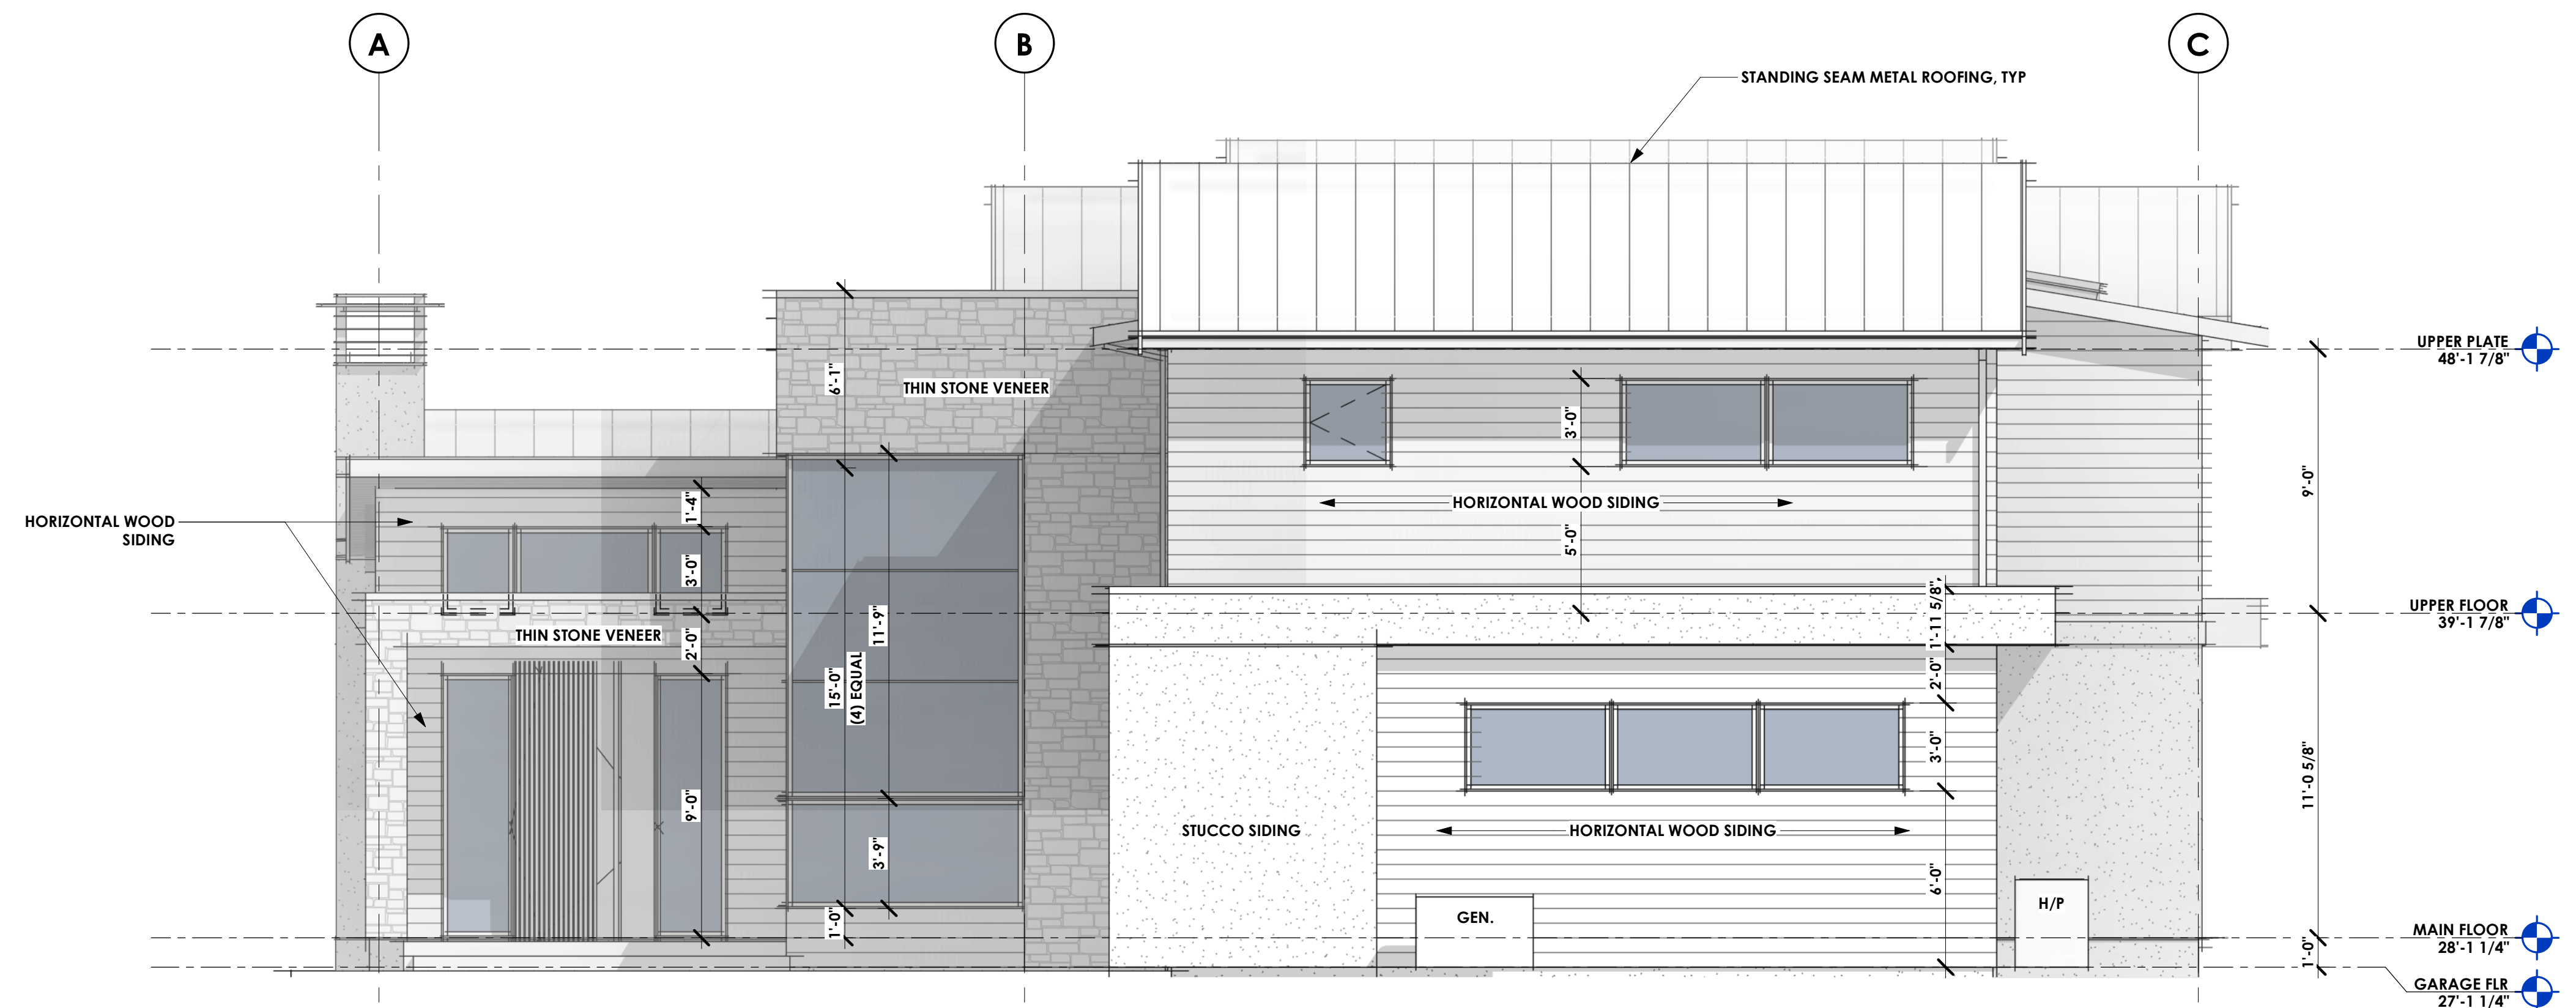 A
B
C
STANDING SEAM METAL ROOFING, TYP
UPPER PLATE
48'-1 7/8"
6'-1"
THIN STONE VENEER
3'-0"
9'-0"
HORIZONTAL WOOD SIDING
1'-4"
HORIZONTAL WOOD
SIDING
5'-0"
3'-0"
1'-11 5/8"
UPPER FLOOR
39'-1 7/8"
THIN STONE VENEER
2'-0"
11'-9"
15'-0"
(4) EQUAL
2'-0"
3'-0"
11'-0 5/8"
9'-0"
STUCCO SIDING
HORIZONTAL WOOD SIDING
3'-9"
6'-0"
H/P
GEN.
1'-0"
MAIN FLOOR
28'-1 1/4"
1'-0"
GARAGE FLR
27'-1 1/4"